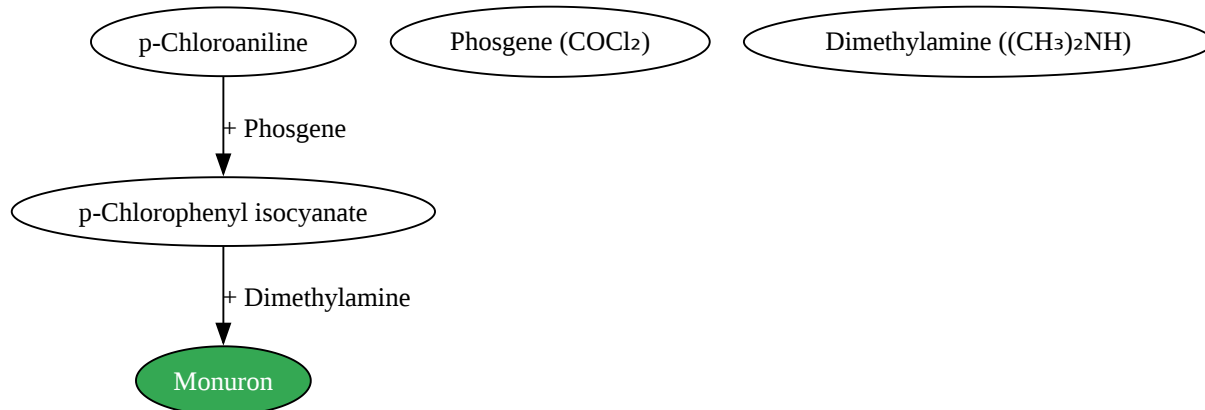 p-Chloroaniline
Phosgene (COCl₂)
Dimethylamine ((CH₃)₂NH)
+ Phosgene
p-Chlorophenyl isocyanate
+ Dimethylamine
Monuron